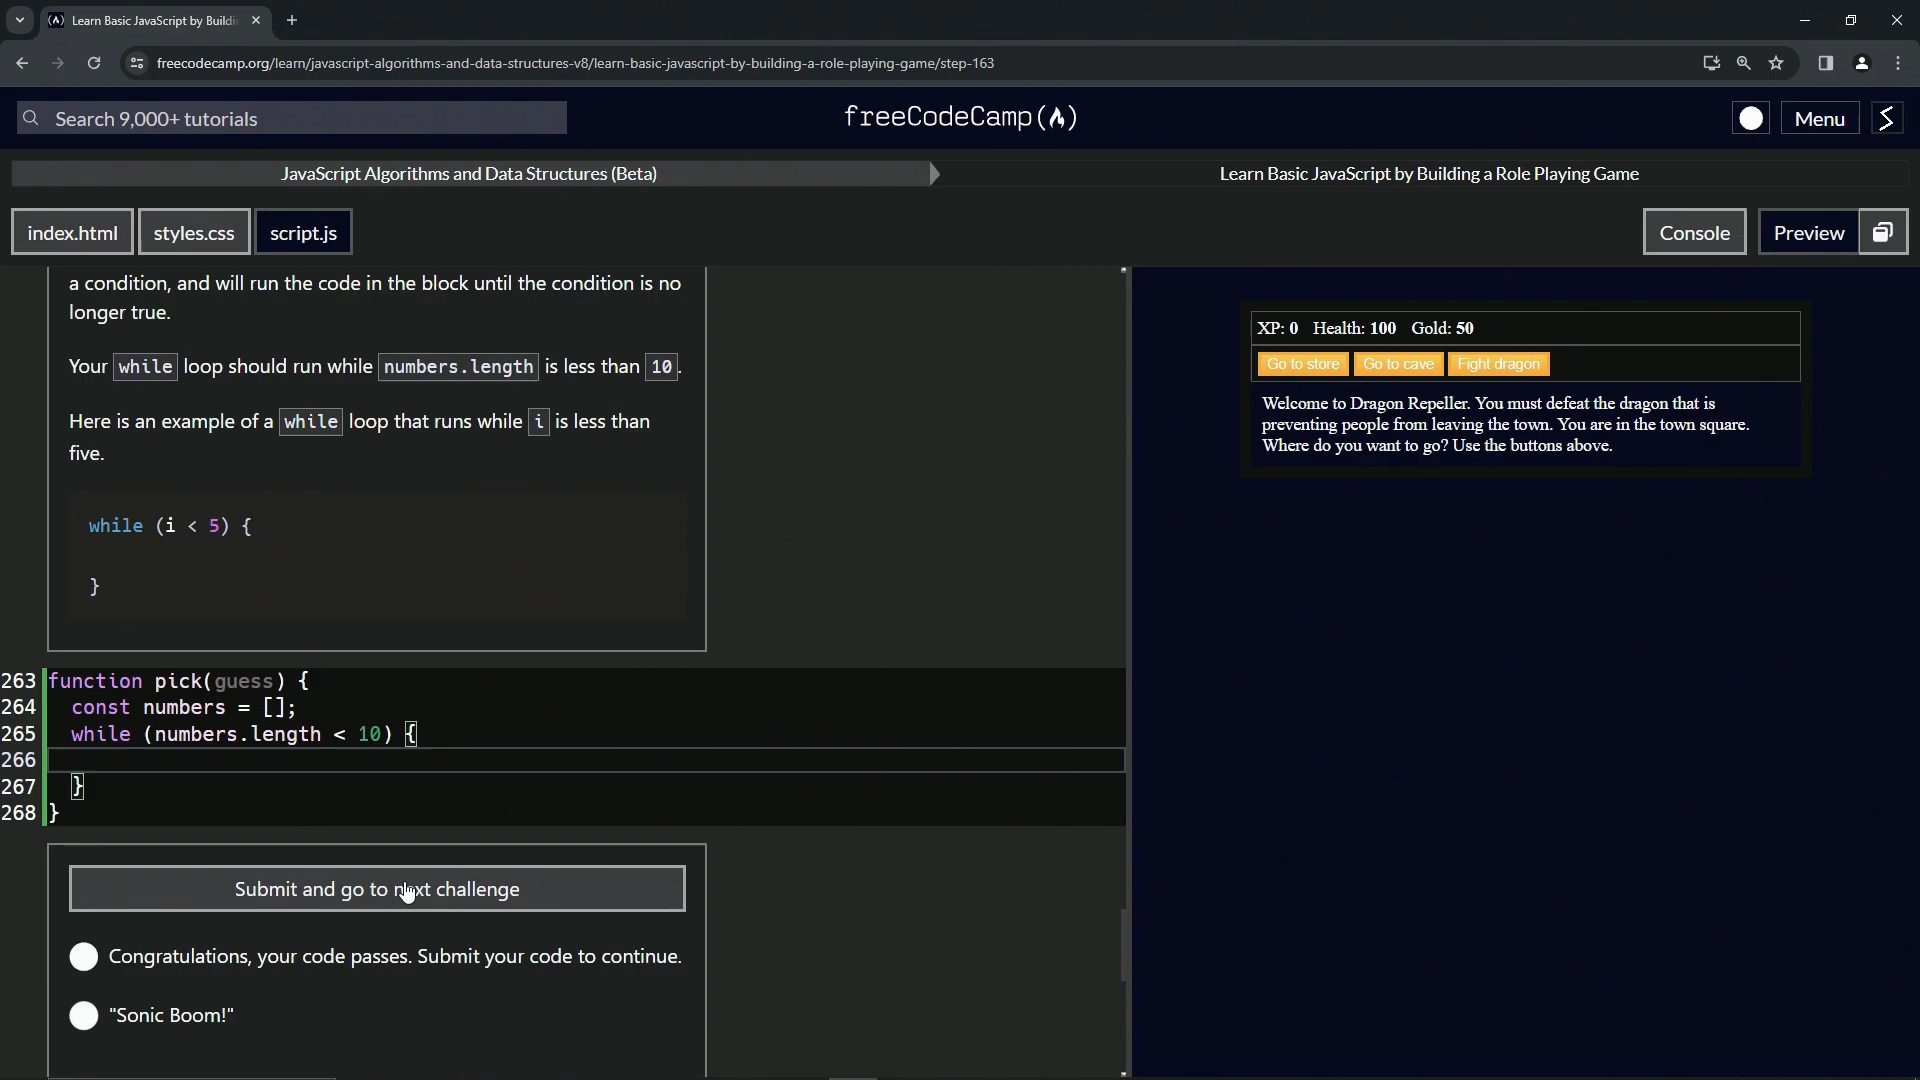 Learn Basic JavaScript by Buildi
freecodecamp.org/learn/javascript-algorithms-and-data-structures-v8/learn-basic-javascript-by-building-a-role-playing-game/step-163
Search 9,000+ tutorials
freeCodeCamp(🔥)
Menu
JavaScript Algorithms and Data Structures (Beta)
Learn Basic JavaScript by Building a Role Playing Game
index.html
styles.css
script.js
Console
Preview
a condition, and will run the code in the block until the condition is no
longer true.
Your while loop should run while numbers.length is less than 10.
Here is an example of a while loop that runs while i is less than
five.
while (i < 5) {
}
263 function pick(guess) {
264 const numbers = [];
265 while (numbers.length < 10) {
266
267 }
268 }
Submit and go to next challenge
Congratulations, your code passes. Submit your code to continue.
"Sonic Boom!"
XP: 0 Health: 100 Gold: 50
Go to store Go to cave Fight dragon
Welcome to Dragon Repeller. You must defeat the dragon that is
preventing people from leaving the town. You are in the town square.
Where do you want to go? Use the buttons above.